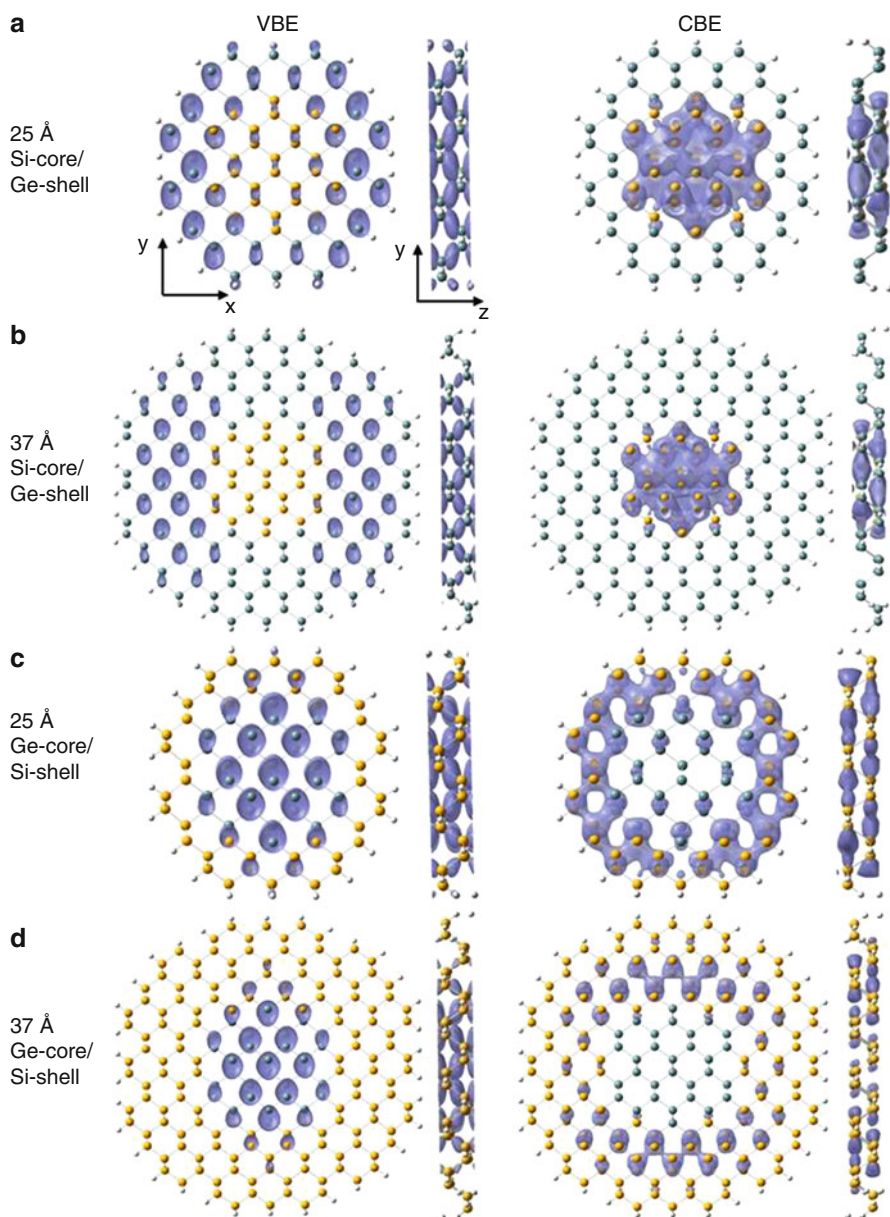 VBE
CBE
a
25 Å
Si-core/
Ge-shell
y
x
y
z
b
37 Å
Si-core/
Ge-shell
c
25 Å
Ge-core/
Si-shell
d
37 Å
Ge-core/
Si-shell